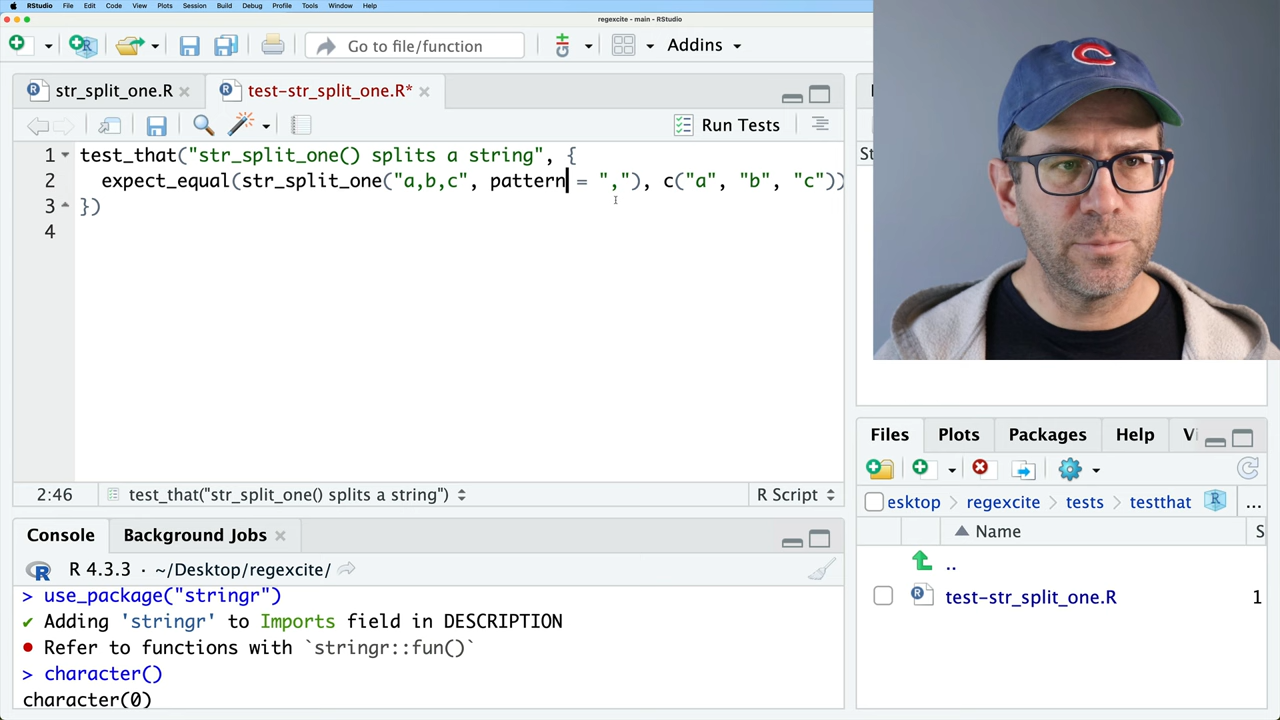 RStudio File Edit Code View Plots Session Build Debug Profile Tools Window Help
regexcite - main - RStudio
Go to file/function Addins
str_split_one.R test-str_split_one.R*
Run Tests
1 test_that("str_split_one() splits a string", {
2 expect_equal(str_split_one("a,b,c", pattern = ","), c("a", "b", "c"))
3 })
4
2:46 test_that("str_split_one() splits a string") R Script
Console Background Jobs
R 4.3.3 · ~/Desktop/regexcite/
> use_package("stringr")
✔ Adding 'stringr' to Imports field in DESCRIPTION
● Refer to functions with `stringr::fun()`
> character()
character(0)
St
Files Plots Packages Help Vi
esktop regexcite tests testthat ...
Name S
..
test-str_split_one.R 1